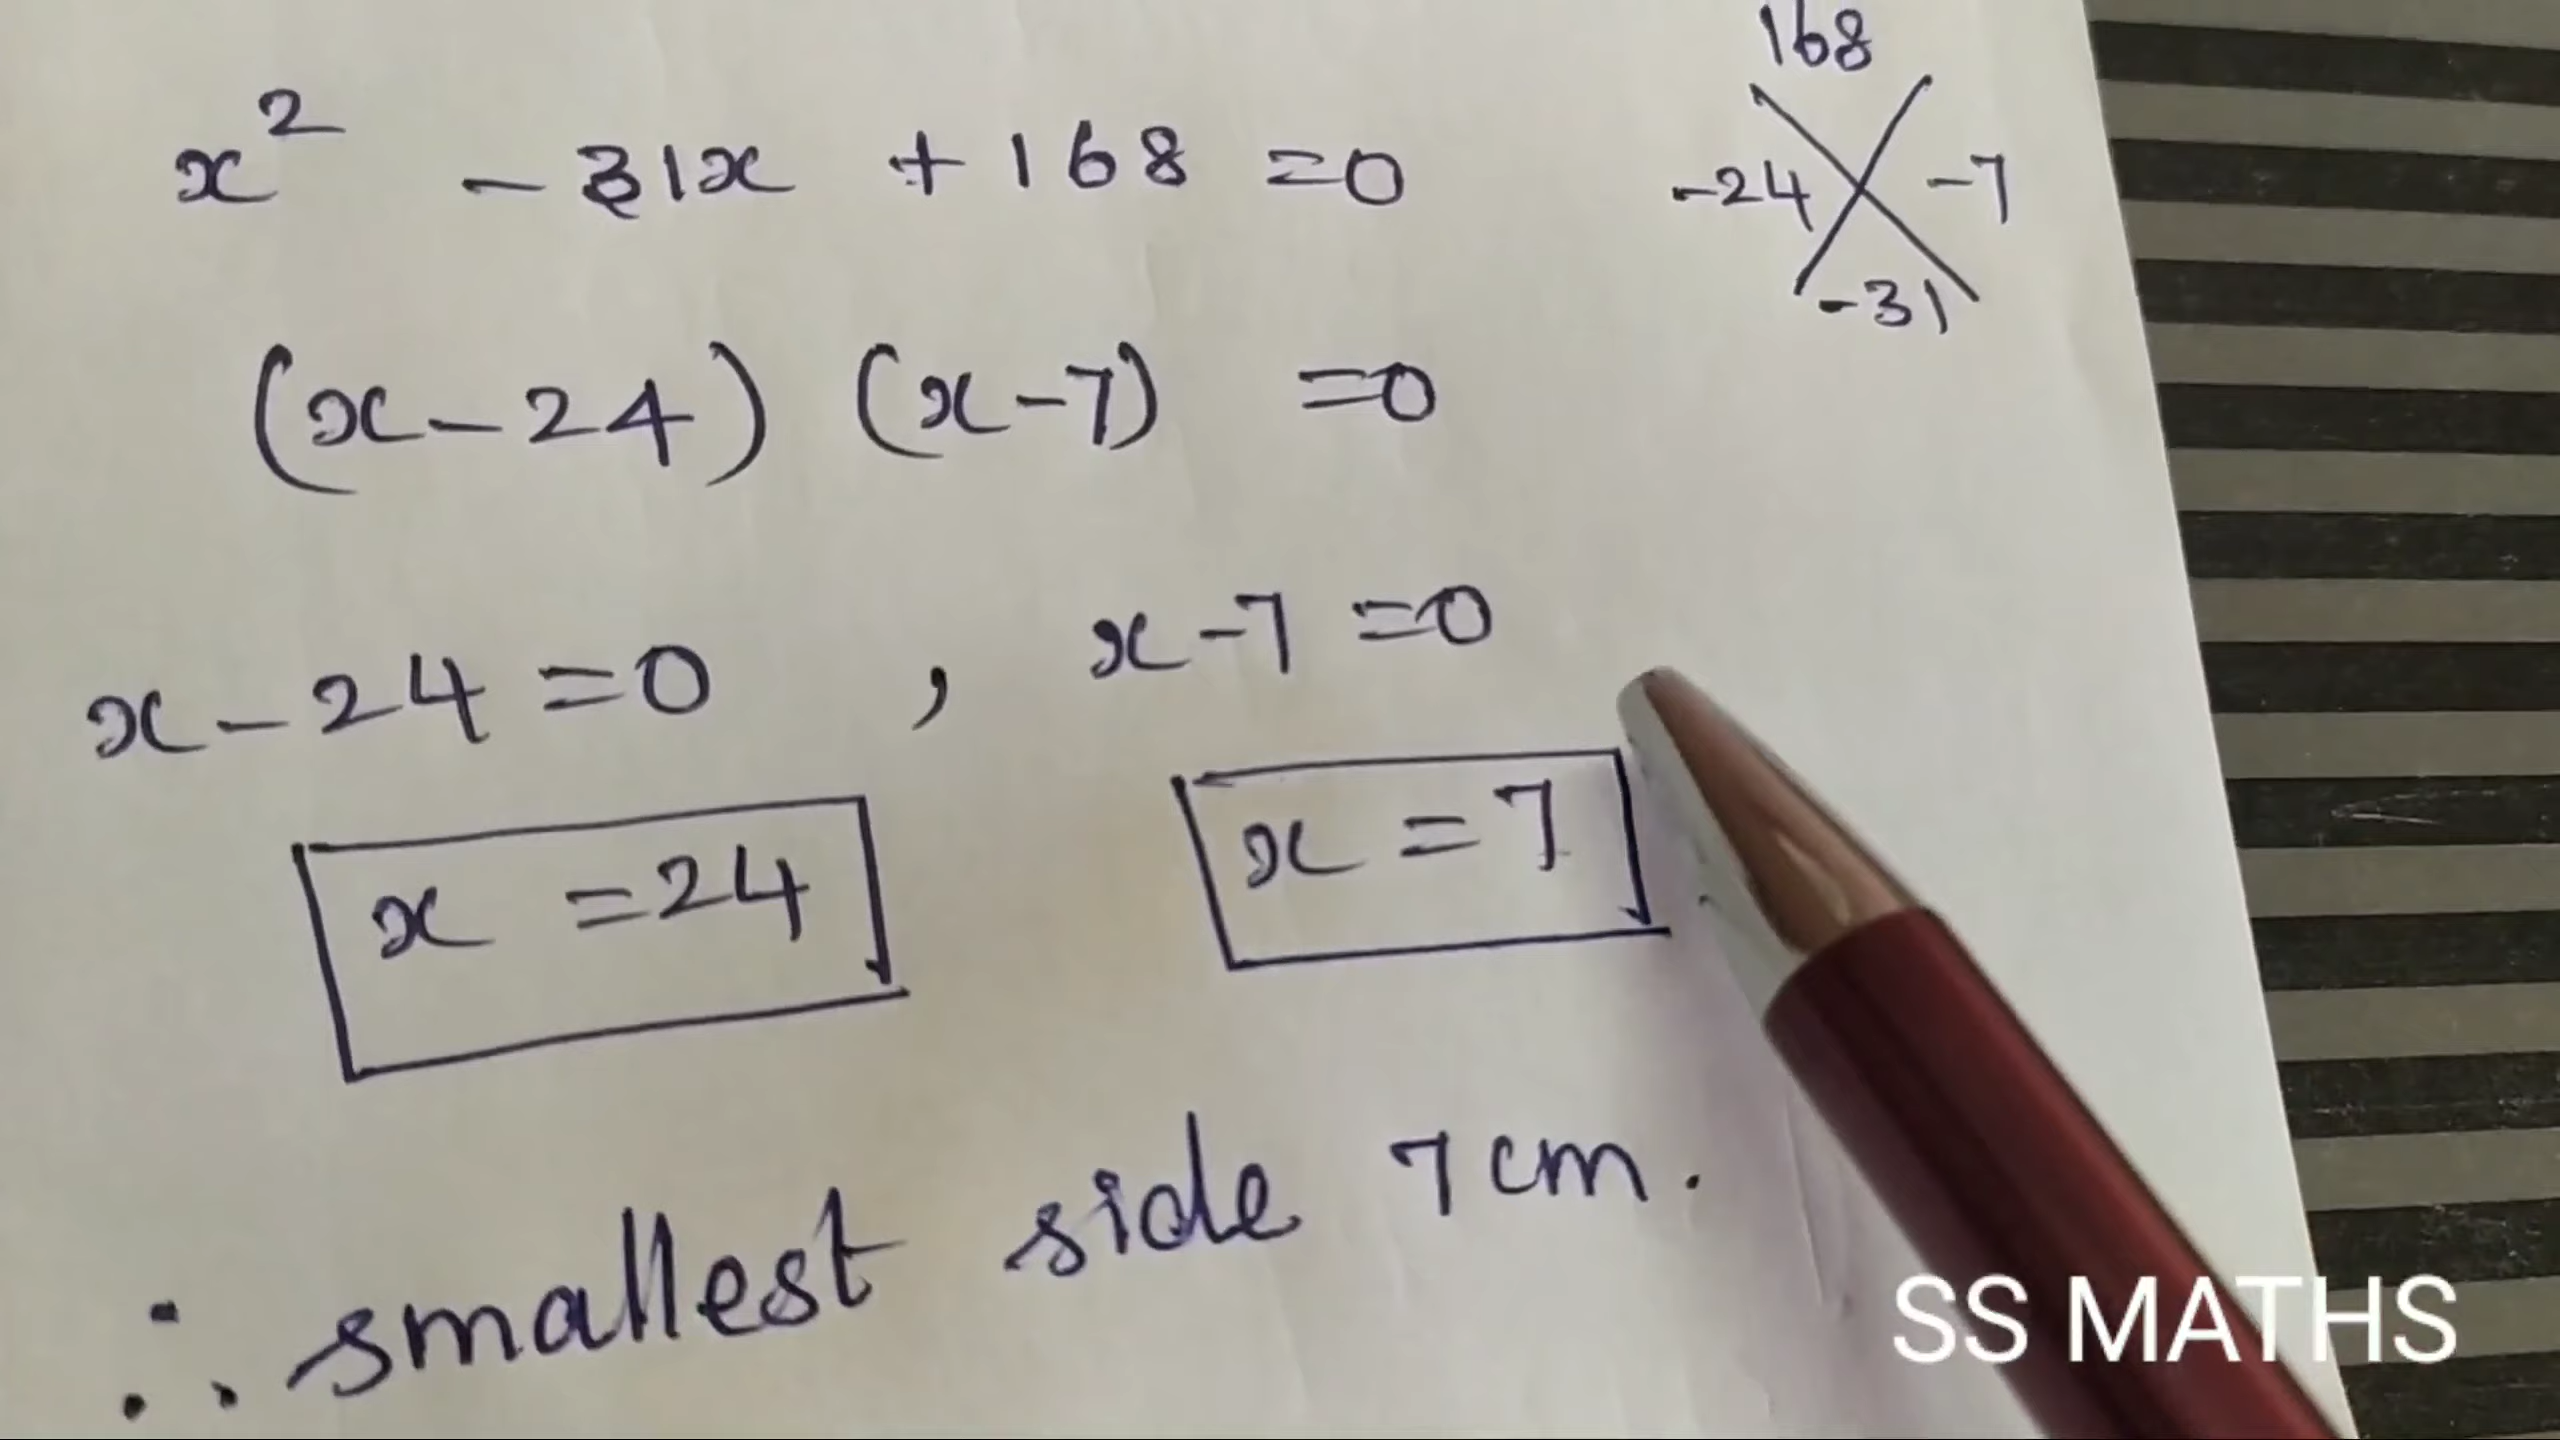 x² - 31x + 168 = 0
168
-24 -7
-31
(x - 24) (x - 7) = 0
x - 24 = 0 , x - 7 = 0
x = 24
x = 7
∴ smallest side 7 cm.
SS MATHS